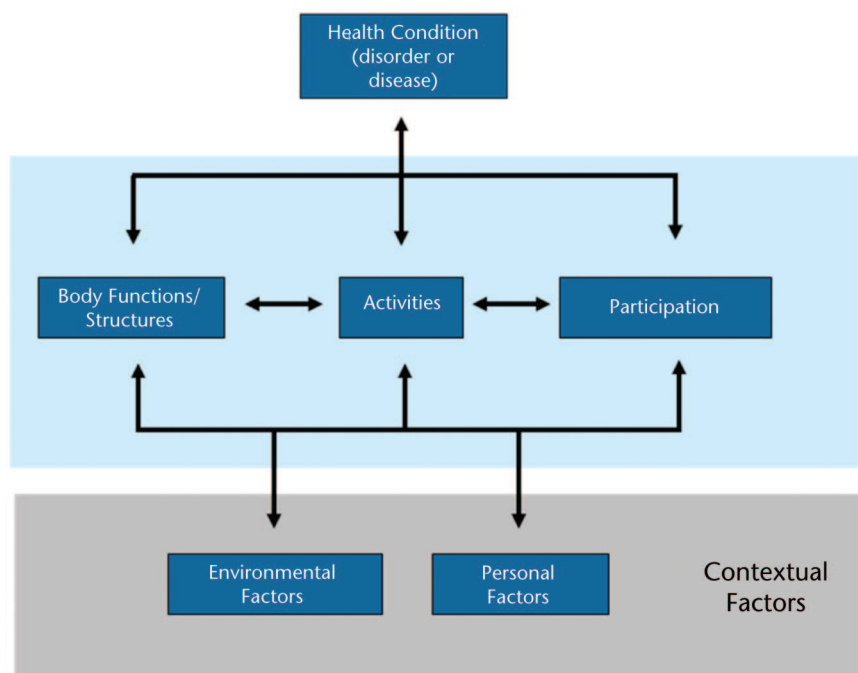 Health Condition
(disorder or
disease)
Body Functions/
Structures
Activities
Participation
Environmental
Factors
Personal
Factors
Contextual
Factors